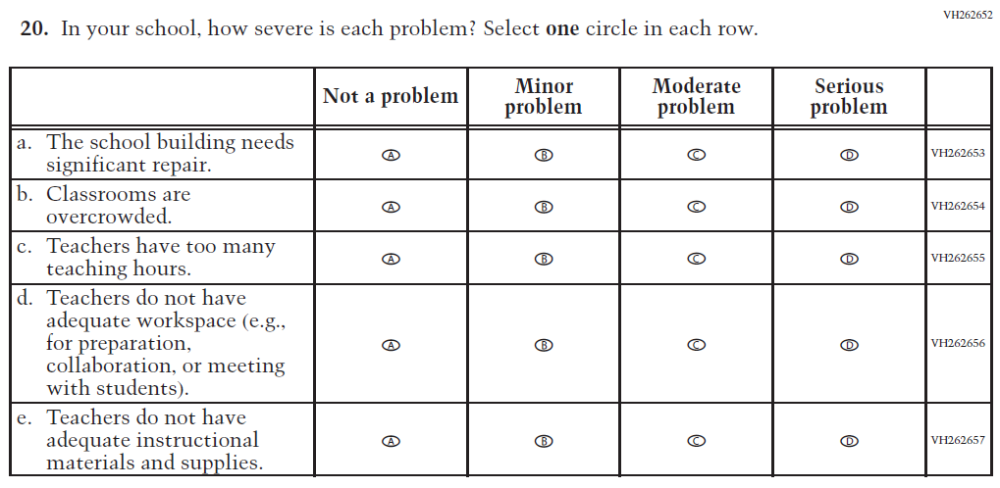 VH262652
20. In your school, how severe is each problem? Select one circle in each row.
Not a problem
Minor
problem
Moderate
problem
Serious
problem
a. The school building needs
significant repair.
A B C D VH262653
b. Classrooms are
overcrowded.
A B C D VH262654
c. Teachers have too many
teaching hours.
A B C D VH262655
d. Teachers do not have
adequate workspace (e.g.,
for preparation,
collaboration, or meeting
with students).
A B C D VH262656
e. Teachers do not have
adequate instructional
materials and supplies.
A B C D VH262657